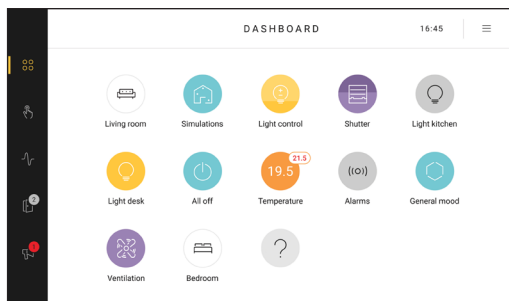 DASHBOARD
16:45
Living room
Simulations
Light control
Shutter
Light kitchen
21.5
19.5
((o))
Light desk
All off
Temperature
Alarms
General mood
2
1
?
Ventilation
Bedroom